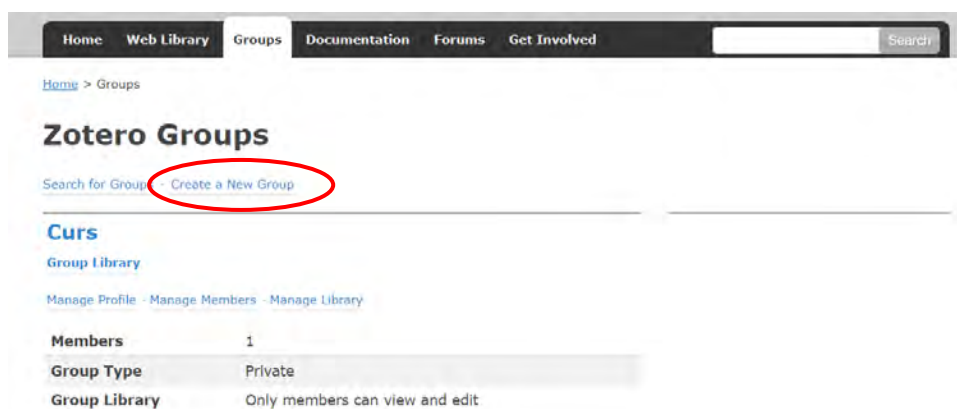 Home Web Library Groups Documentation Forums Get Involved Search
Home > Groups
Zotero Groups
Search for Groups · Create a New Group
Curs
Group Library
Manage Profile · Manage Members · Manage Library
Members 1
Group Type Private
Group Library Only members can view and edit